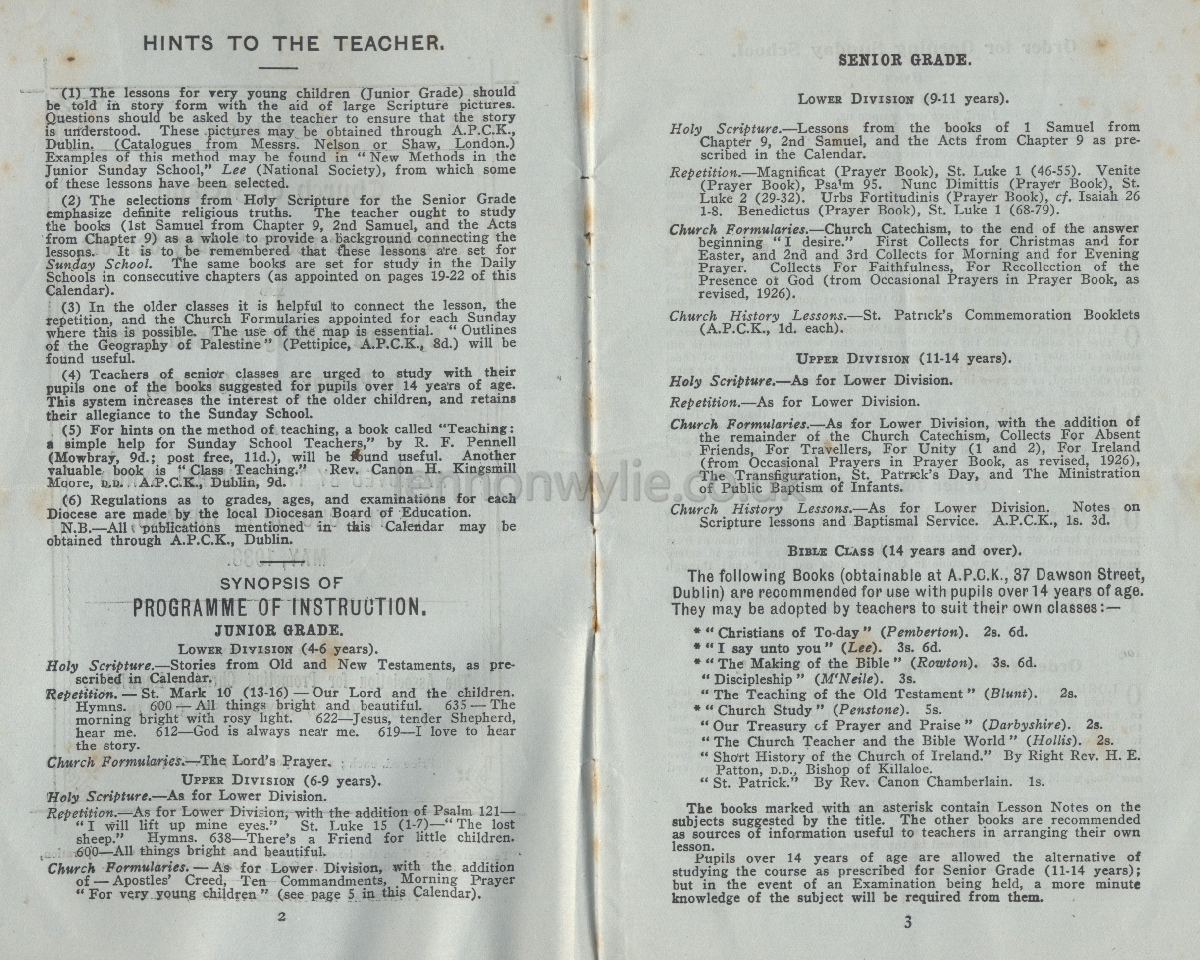 HINTS TO THE TEACHER.
(1) The lessons for very young children (Junior Grade) should
be told in story form with the aid of large Scripture pictures.
Questions should be asked by the teacher to ensure that the story
is understood. These pictures may be obtained through A.P.C.K.,
Dublin. (Catalogues from Messrs. Nelson or Shaw, London.)
Examples of this method may be found in "New Methods in the
Junior Sunday School," Lee (National Society), from which some
of these lessons have been selected.
(2) The selections from Holy Scripture for the Senior Grade
emphasize definite religious truths. The teacher ought to study
the books (1st Samuel from Chapter 9, 2nd Samuel, and the Acts
from Chapter 9) as a whole to provide a background connecting the
lessons. It is to be remembered that these lessons are set for
Sunday School. The same books are set for study in the Daily
Schools in consecutive chapters (as appointed on pages 19-22 of this
Calendar).
(3) In the older classes it is helpful to connect the lesson, the
repetition, and the Church Formularies appointed for each Sunday
where this is possible. The use of the map is essential. "Outlines
of the Geography of Palestine" (Pettipice, A.P.C.K., 8d.) will be
found useful.
(4) Teachers of senior classes are urged to study with their
pupils one of the books suggested for pupils over 14 years of age.
This system increases the interest of the older children, and retains
their allegiance to the Sunday School.
(5) For hints on the method of teaching, a book called "Teaching:
a simple help for Sunday School Teachers," by R. F. Pennell
(Mowbray, 9d.; post free, 11d.), will be found useful. Another
valuable book is "Class Teaching." Rev. Canon H. Kingsmill
Moore, D.D. A.P.C.K., Dublin, 9d.
(6) Regulations as to grades, ages, and examinations for each
Diocese are made by the local Diocesan Board of Education.
N.B.—All publications mentioned in this Calendar may be
obtained through A.P.C.K., Dublin.
SYNOPSIS OF
PROGRAMME OF INSTRUCTION.
JUNIOR GRADE.
LOWER DIVISION (4-6 years).
Holy Scripture.—Stories from Old and New Testaments, as pre-
scribed in Calendar.
Repetition.—St. Mark 10 (13-16)—Our Lord and the children.
Hymns. 600—All things bright and beautiful. 635—The
morning bright with rosy light. 622—Jesus, tender Shepherd,
hear me. 612—God is always near me. 619—I love to hear
the story.
Church Formularies.—The Lord's Prayer.
UPPER DIVISION (6-9 years).
Holy Scripture.—As for Lower Division.
Repetition.—As for Lower Division, with the addition of Psalm 121—
"I will lift up mine eyes." St. Luke 15 (1-7)—"The lost
sheep." Hymns. 638—There's a Friend for little children.
600—All things bright and beautiful.
Church Formularies.—As for Lower Division, with the addition
of—Apostles' Creed, Ten Commandments, Morning Prayer
"For very young children" (see page 5 in this Calendar).
2
SENIOR GRADE.
LOWER DIVISION (9-11 years).
Holy Scripture.—Lessons from the books of 1 Samuel from
Chapter 9, 2nd Samuel, and the Acts from Chapter 9 as pre-
scribed in the Calendar.
Repetition.—Magnificat (Prayer Book), St. Luke 1 (46-55). Venite
(Prayer Book), Psalm 95. Nunc Dimittis (Prayer Book), St.
Luke 2 (29-32). Urbs Fortitudinis (Prayer Book), cf. Isaiah 26
1-8. Benedictus (Prayer Book), St. Luke 1 (68-79).
Church Formularies.—Church Catechism, to the end of the answer
beginning "I desire." First Collects for Christmas and for
Easter, and 2nd and 3rd Collects for Morning and for Evening
Prayer. Collects For Faithfulness, For Recollection of the
Presence of God (from Occasional Prayers in Prayer Book, as
revised, 1926).
Church History Lessons.—St. Patrick's Commemoration Booklets
(A.P.C.K., 1d. each).
UPPER DIVISION (11-14 years).
Holy Scripture.—As for Lower Division.
Repetition.—As for Lower Division.
Church Formularies.—As for Lower Division, with the addition of
the remainder of the Church Catechism, Collects For Absent
Friends, For Travellers, For Unity (1 and 2), For Ireland
(from Occasional Prayers in Prayer Book, as revised, 1926),
The Transfiguration, St. Patrick's Day, and The Ministration
of Public Baptism of Infants.
Church History Lessons.—As for Lower Division. Notes on
Scripture lessons and Baptismal Service. A.P.C.K., 1s. 3d.
BIBLE CLASS (14 years and over).
The following Books (obtainable at A.P.C.K., 37 Dawson Street,
Dublin) are recommended for use with pupils over 14 years of age.
They may be adopted by teachers to suit their own classes:—
*"Christians of To-day" (Pemberton). 2s. 6d.
*"I say unto you" (Lee). 3s. 6d.
*"The Making of the Bible" (Rowton). 3s. 6d.
"Discipleship" (M'Neile). 3s.
"The Teaching of the Old Testament" (Blunt). 2s.
*"Church Study" (Penstone). 5s.
"Our Treasury of Prayer and Praise" (Darbyshire). 2s.
"The Church Teacher and the Bible World" (Hollis). 2s.
"Short History of the Church of Ireland." By Right Rev. H. E.
Patton, D.D., Bishop of Killaloe.
"St. Patrick." By Rev. Canon Chamberlain. 1s.
The books marked with an asterisk contain Lesson Notes on the
subjects suggested by the title. The other books are recommended
as sources of information useful to teachers in arranging their own
lesson.
Pupils over 14 years of age are allowed the alternative of
studying the course as prescribed for Senior Grade (11-14 years);
but in the event of an Examination being held, a more minute
knowledge of the subject will be required from them.
3